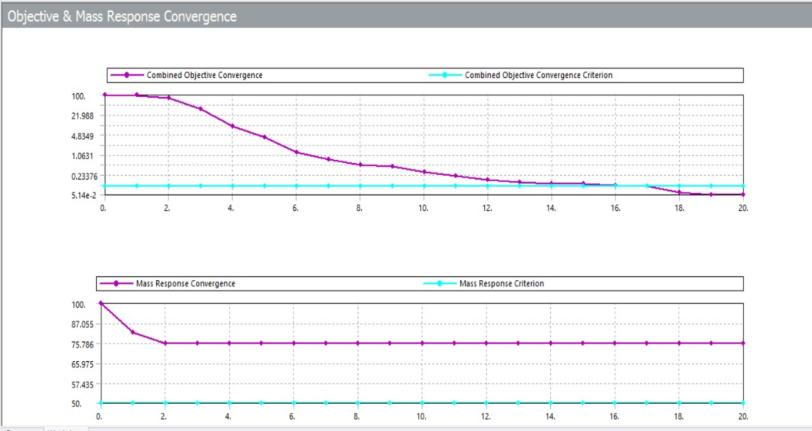 Objective & Mass Response Convergence
Combined Objective Convergence Combined Objective Convergence Criterion
100.
21.988
4.8349
1.0631
0.23376
5.14e-2
0. 2. 4. 6. 8. 10. 12. 14. 16. 18. 20.
Mass Response Convergence Mass Response Criterion
100.
87.055
75.786
65.975
57.435
50.
0. 2. 4. 6. 8. 10. 12. 14. 16. 18. 20.